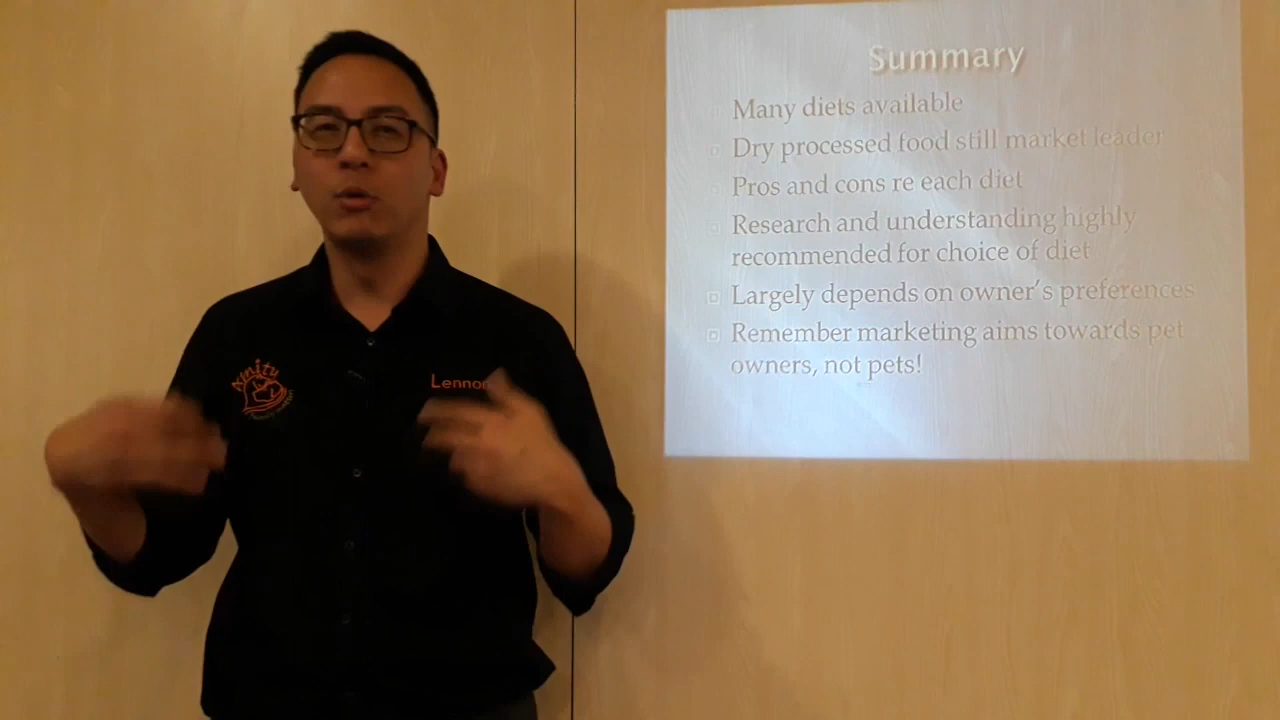 Summary
Many diets available
Dry processed food still market leader
Pros and cons re each diet
Research and understanding highly
recommended for choice of diet
Largely depends on owner's preferences
Remember marketing aims towards pet
owners, not pets!
Amity
Lennon